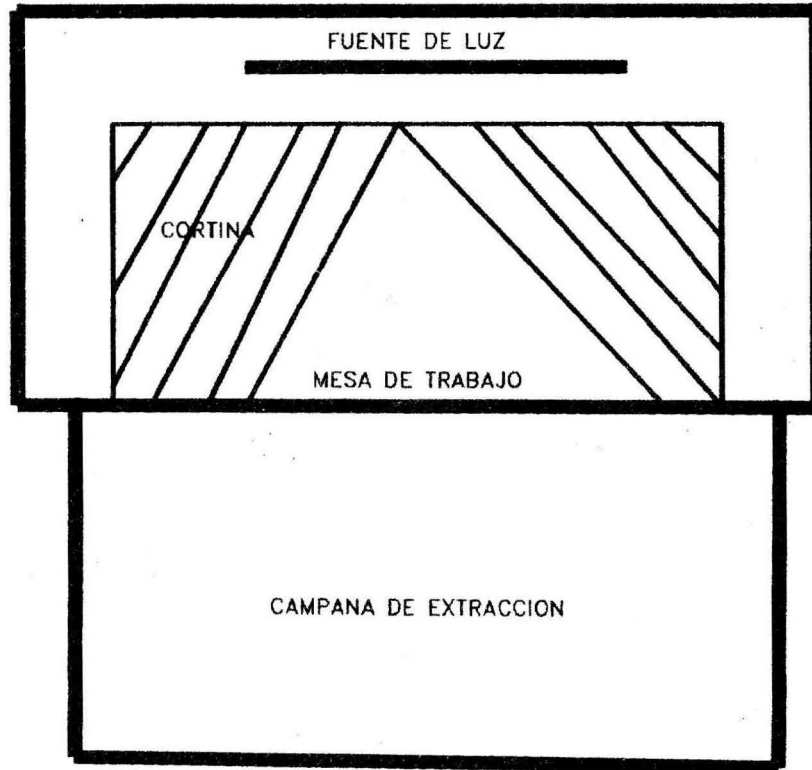 FUENTE DE LUZ
CORTINA
MESA DE TRABAJO
CAMPANA DE EXTRACCION